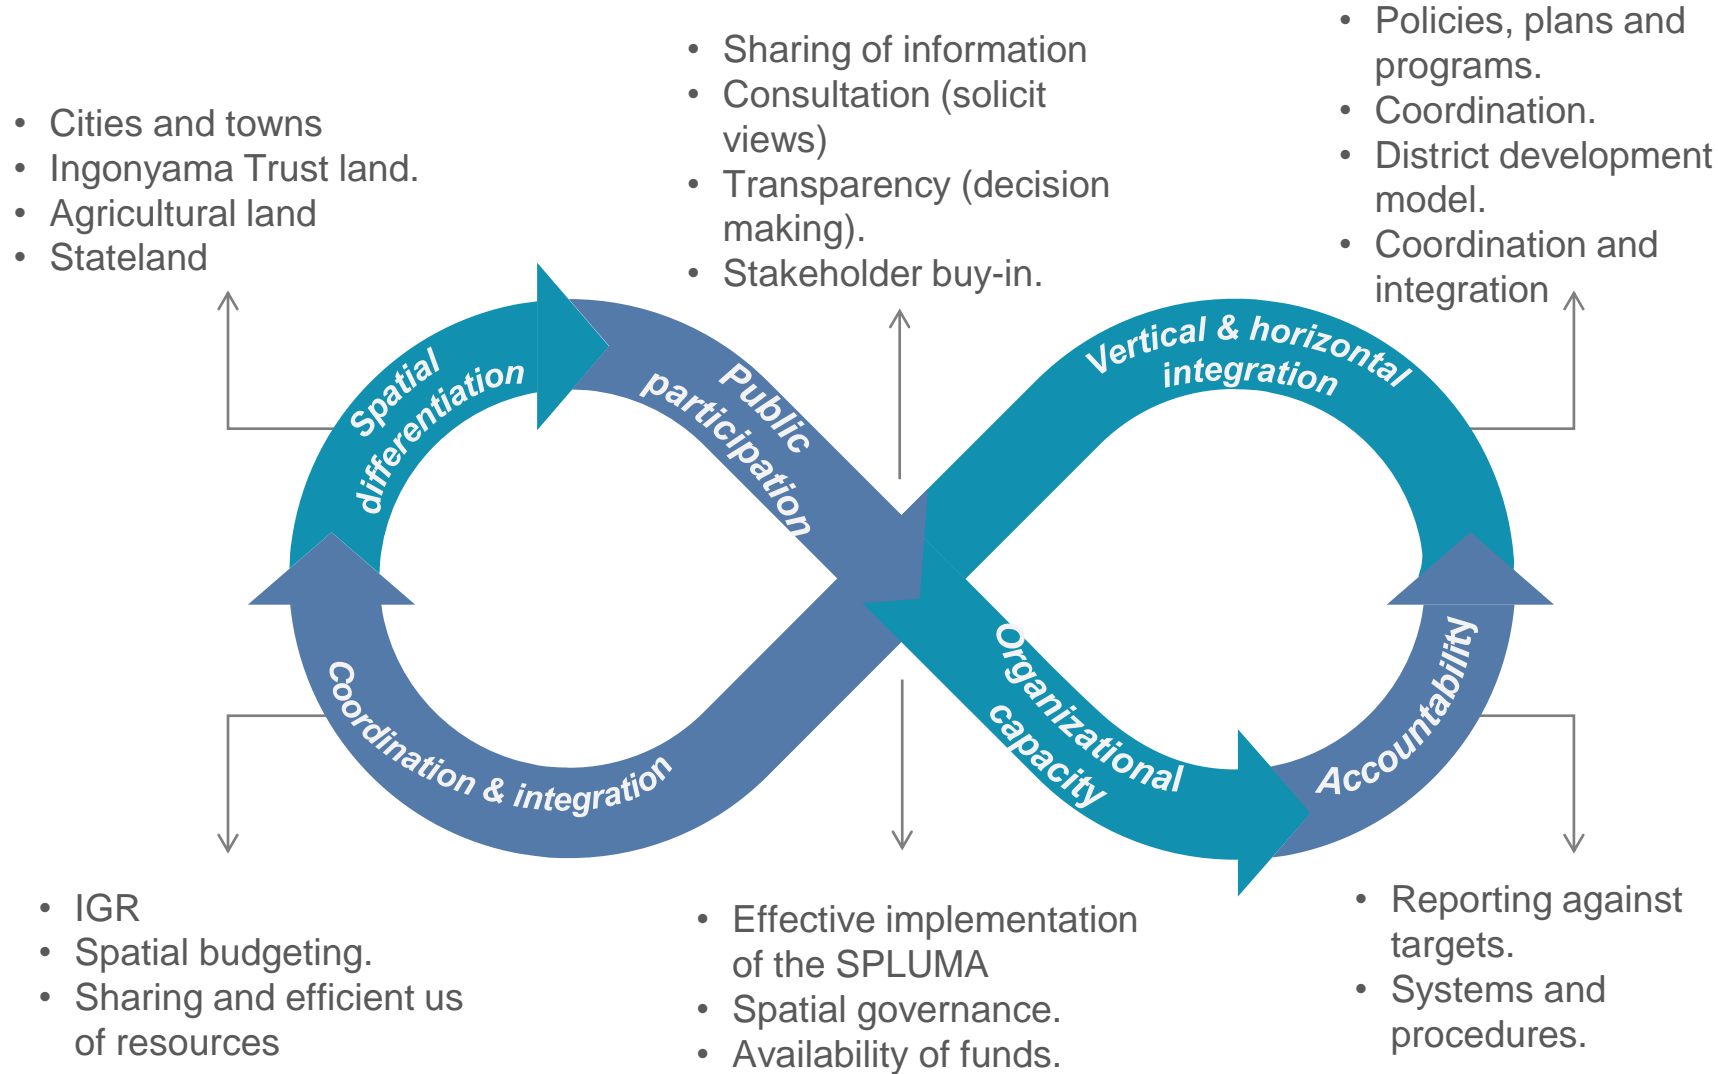 • Cities and towns
• Ingonyama Trust land.
• Agricultural land
• Stateland
• Sharing of information
• Consultation (solicit
views)
• Transparency (decision
making).
• Stakeholder buy-in.
• Policies, plans and
programs.
• Coordination.
• District development
model.
• Coordination and
integration
Spatial
differentiation
Public
participation
Vertical & horizontal
integration
Coordination & integration
Organizational
capacity
Accountability
• IGR
• Spatial budgeting.
• Sharing and efficient us
of resources
• Effective implementation
of the SPLUMA
• Spatial governance.
• Availability of funds.
• Reporting against
targets.
• Systems and
procedures.